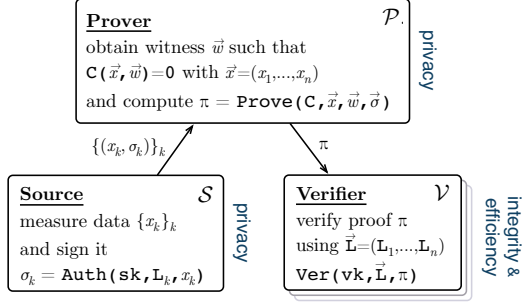 Prover 𝒫.
obtain witness w⃗ such that
C(x⃗,w⃗)=0 with x⃗=(x₁,...,xₙ)
and compute π = Prove(C,x⃗,w⃗,σ⃗)
privacy
{(xₖ,σₖ)}ₖ
π
Source 𝒮
measure data {xₖ}ₖ
and sign it
σₖ = Auth(sk,Lₖ,xₖ)
privacy
Verifier 𝒱
verify proof π
using L⃗=(L₁,...,Lₙ)
Ver(vk,L⃗,π)
integrity &
efficiency